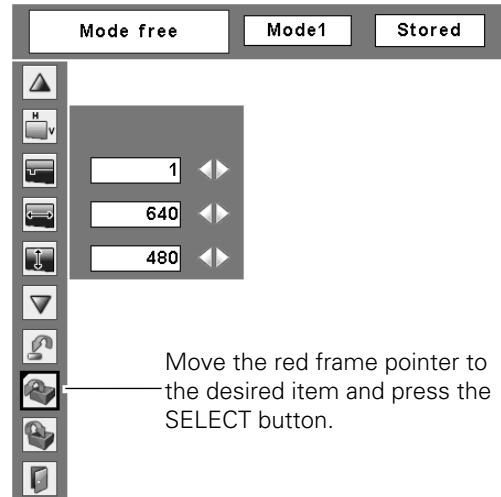 Mode free Mode1 Stored
H
V
1
640
480
Move the red frame pointer to
the desired item and press the
SELECT button.